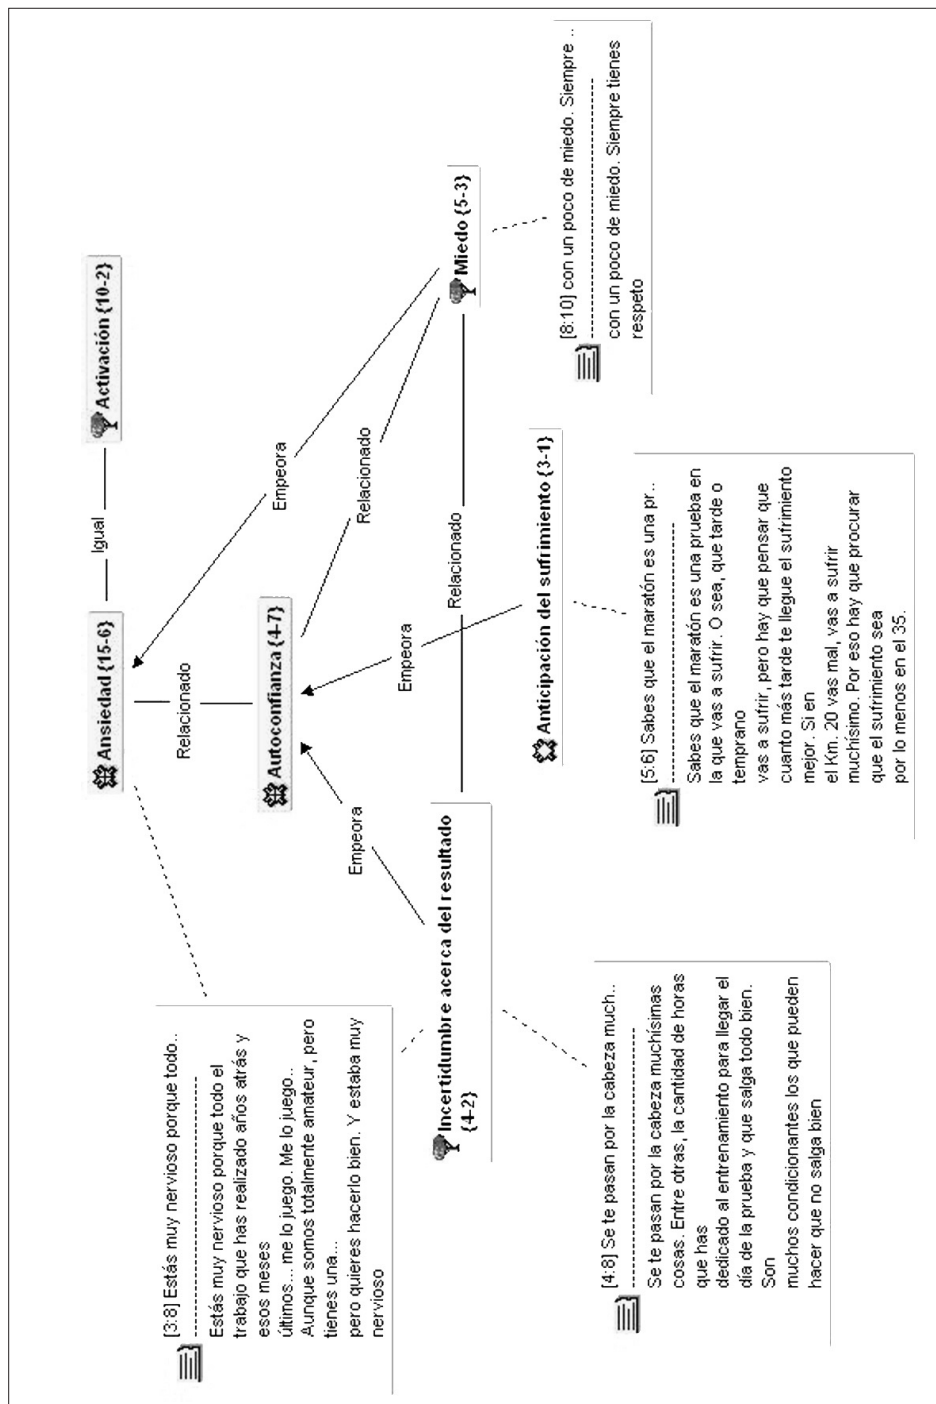 Ansiedad {15-6}
Igual
Activación {10-2}
Relacionado
Empeora
Autoconfianza {4-7}
Relacionado
Miedo {5-3}
Empeora
Empeora
Relacionado
Incertidumbre acerca del resultado
{4-2}
Anticipación del sufrimiento {3-1}
[3:8] Estás muy nervioso porque todo..
Estás muy nervioso porque todo el
trabajo que has realizado años atrás y
esos meses
últimos... me lo juego. Me lo juego..
Aunque somos totalmente amateur, pero
tienes una...
pero quieres hacerlo bien. Y estaba muy
nervioso
[4:8] Se te pasan por la cabeza much..
Se te pasan por la cabeza muchísimas
cosas. Entre otras, la cantidad de horas
que has
dedicado al entrenamiento para llegar el
día de la prueba y que salga todo bien.
Son
muchos condicionantes los que pueden
hacer que no salga bien
[5:6] Sabes que el maratón es una pr..
Sabes que el maratón es una prueba en
la que vas a sufrir. O sea, que tarde o
temprano
vas a sufrir, pero hay que pensar que
cuanto más tarde te llegue el sufrimiento
mejor. Si en
el Km. 20 vas mal, vas a sufrir
muchísimo. Por eso hay que procurar
que el sufrimiento sea
por lo menos en el 35.
[8:10] con un poco de miedo. Siempre ..
con un poco de miedo. Siempre tienes
respeto